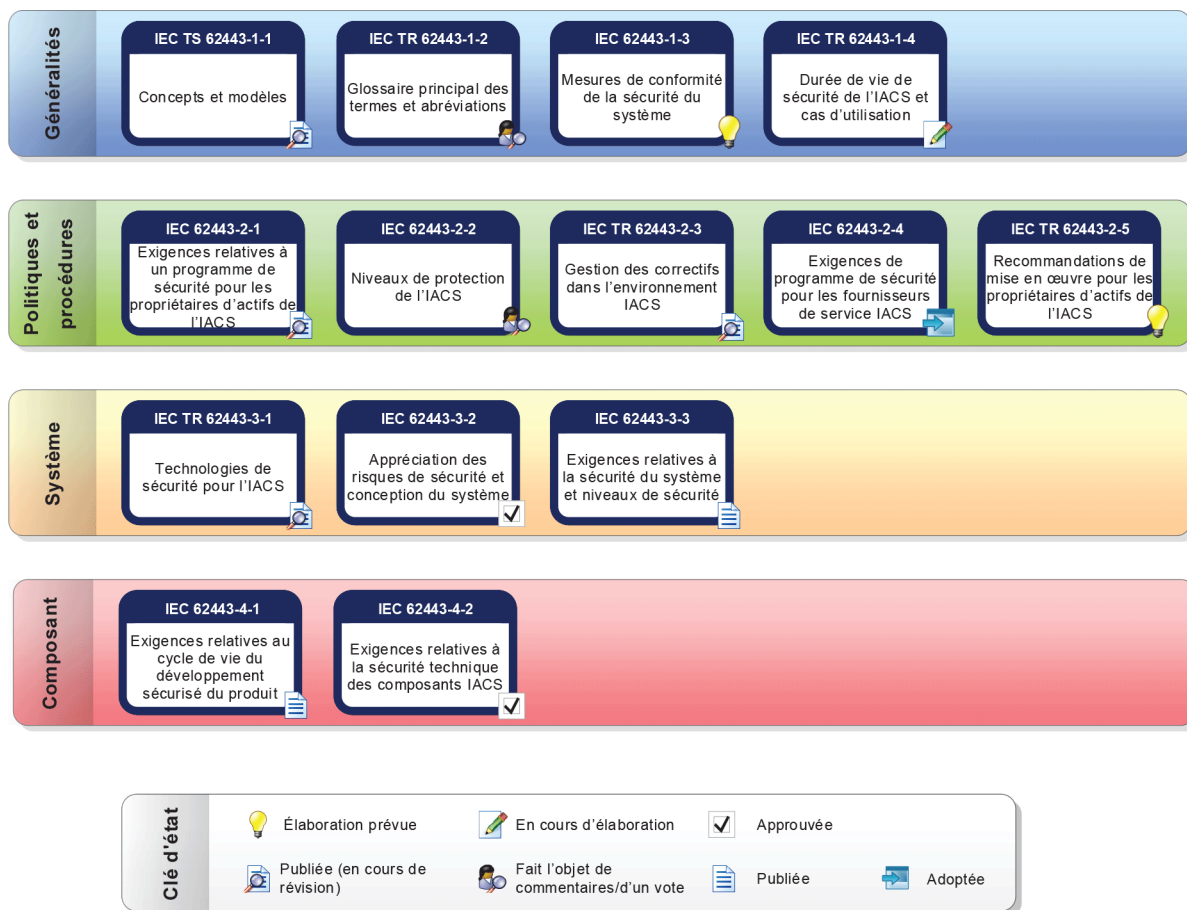 Généralités
IEC TS 62443-1-1
Concepts et modèles
IEC TR 62443-1-2
Glossaire principal des
termes et abréviations
IEC 62443-1-3
Mesures de conformité
de la sécurité du
système
IEC TR 62443-1-4
Durée de vie de
sécurité de l’IACS et
cas d’utilisation
Politiques et
procédures
IEC 62443-2-1
Exigences relatives à
un programme de
sécurité pour les
propriétaires d’actifs de
l’IACS
IEC 62443-2-2
Niveaux de protection
de l’IACS
IEC TR 62443-2-3
Gestion des correctifs
dans l’environnement
IACS
IEC 62443-2-4
Exigences de
programme de sécurité
pour les fournisseurs
de service IACS
IEC TR 62443-2-5
Recommandations de
mise en œuvre pour les
propriétaires d’actifs de
l’IACS
Système
IEC TR 62443-3-1
Technologies de
sécurité pour l’IACS
IEC 62443-3-2
Appréciation des
risques de sécurité et
conception du système
IEC 62443-3-3
Exigences relatives à
la sécurité du système
et niveaux de sécurité
Composant
IEC 62443-4-1
Exigences relatives au
cycle de vie du
développement
sécurisé du produit
IEC 62443-4-2
Exigences relatives à
la sécurité technique
des composants IACS
Clé d'état
Élaboration prévue
En cours d’élaboration
Approuvée
Publiée (en cours de
révision)
Fait l’objet de
commentaires/d’un vote
Publiée
Adoptée